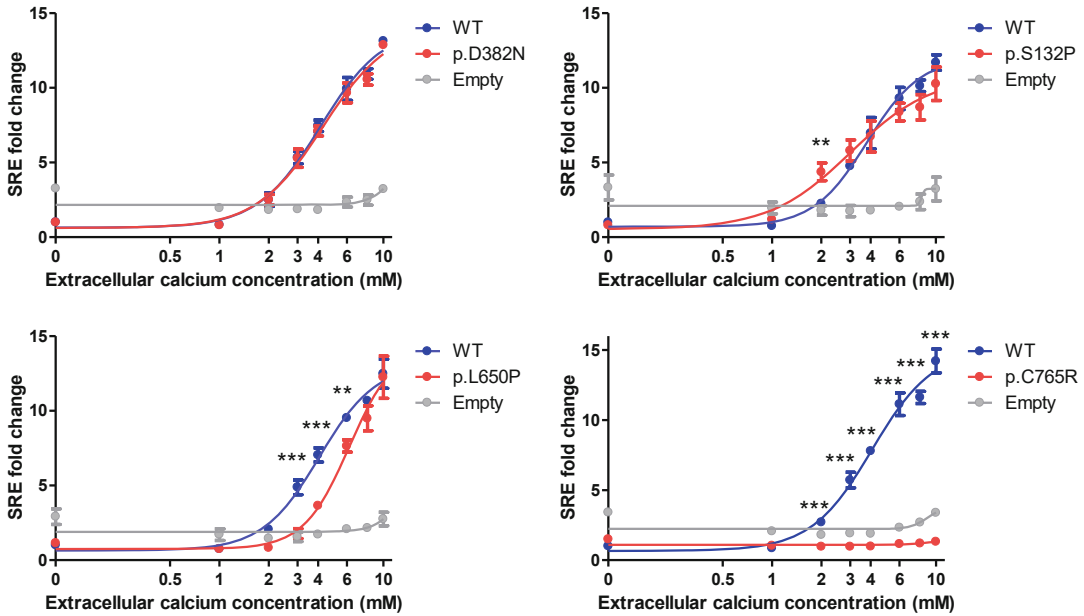 15
10
5
0
SRE fold change
0
0.5
1
2
3
4
6
10
Extracellular calcium concentration (mM)
WT
p.D382N
Empty
15
10
5
0
SRE fold change
**
0
0.5
1
2
3
4
6
10
Extracellular calcium concentration (mM)
WT
p.S132P
Empty
15
10
5
0
SRE fold change
***
***
**
0
0.5
1
2
3
4
6
10
Extracellular calcium concentration (mM)
WT
p.L650P
Empty
15
10
5
0
SRE fold change
***
***
***
***
***
***
0
0.5
1
2
3
4
6
10
Extracellular calcium concentration (mM)
WT
p.C765R
Empty